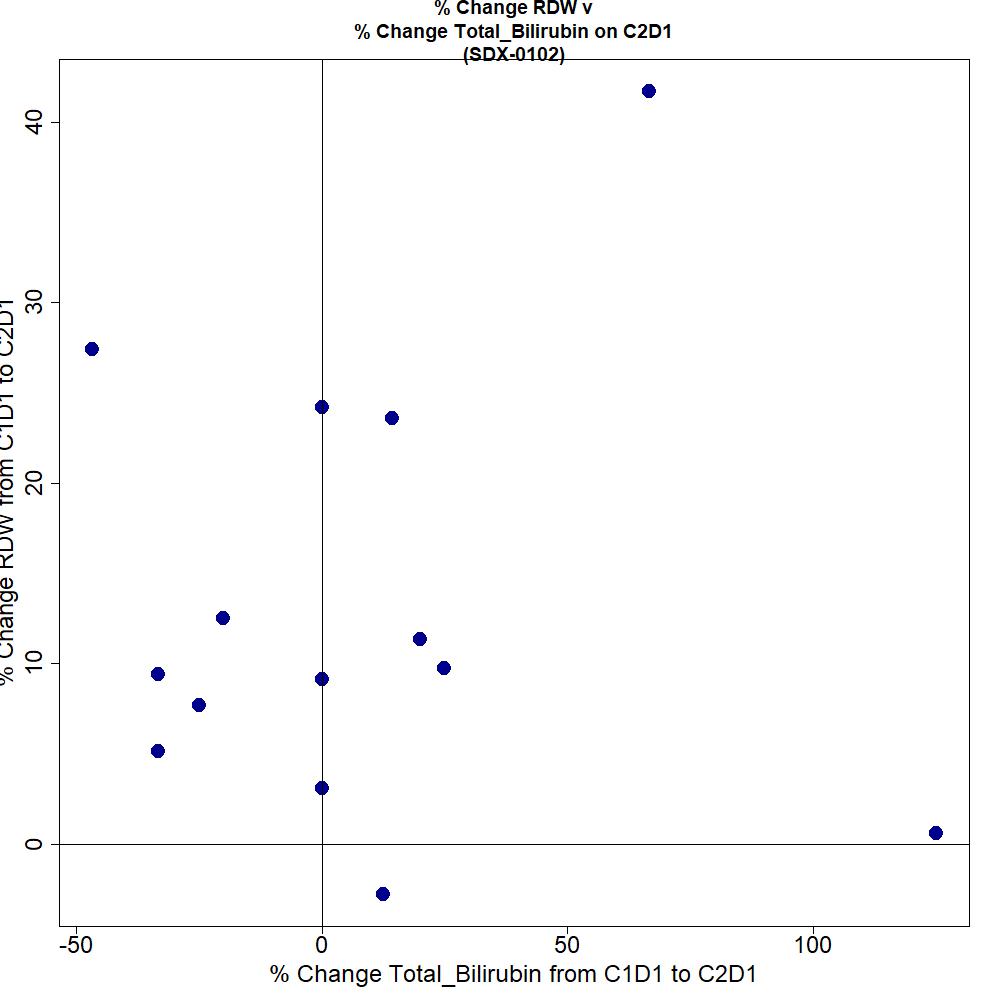 % Change RDW v
% Change Total_Bilirubin on C2D1
(SDX-0102)
% Change RDW from C1D1 to C2D1
40
30
20
10
0
-50
0
50
100
% Change Total_Bilirubin from C1D1 to C2D1